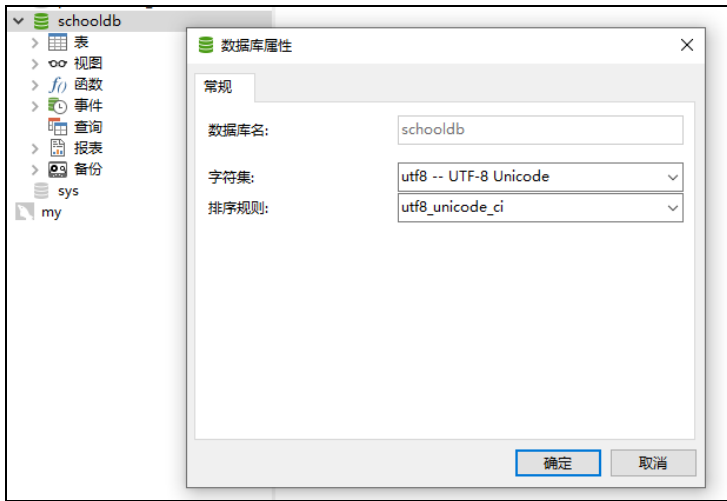 schooldb
表
视图
函数
事件
查询
报表
备份
sys
my
数据库属性
常规
数据库名:
schooldb
字符集:
utf8 -- UTF-8 Unicode
排序规则:
utf8_unicode_ci
确定
取消